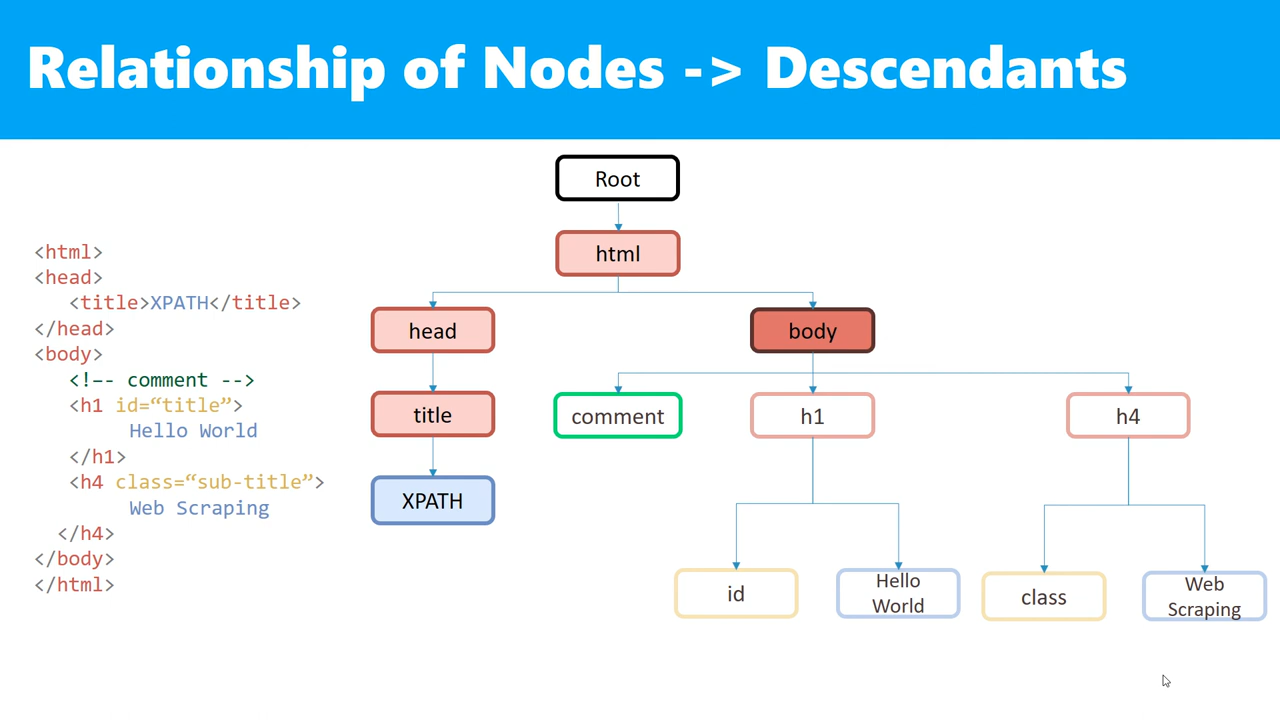 Relationship of Nodes -> Descendants
<html>
<head>
<title>XPATH</title>
</head>
<body>
<!-- comment -->
<h1 id=“title”>
Hello World
</h1>
<h4 class=“sub-title”>
Web Scraping
</h4>
</body>
</html>
Root
html
head
body
title
comment
h1
h4
XPATH
id
Hello
World
class
Web
Scraping